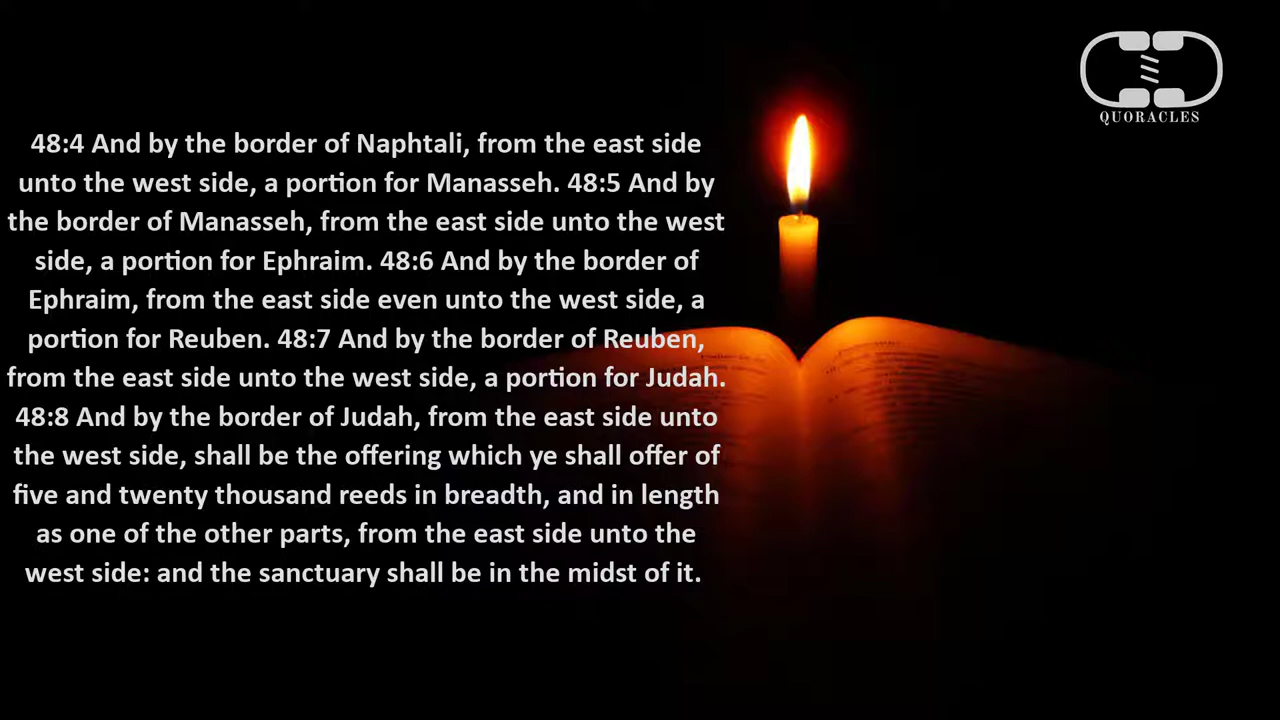 QUORACLES
48:4 And by the border of Naphtali, from the east side
unto the west side, a portion for Manasseh. 48:5 And by
the border of Manasseh, from the east side unto the west
side, a portion for Ephraim. 48:6 And by the border of
Ephraim, from the east side even unto the west side, a
portion for Reuben. 48:7 And by the border of Reuben,
from the east side unto the west side, a portion for Judah.
48:8 And by the border of Judah, from the east side unto
the west side, shall be the offering which ye shall offer of
five and twenty thousand reeds in breadth, and in length
as one of the other parts, from the east side unto the
west side: and the sanctuary shall be in the midst of it.